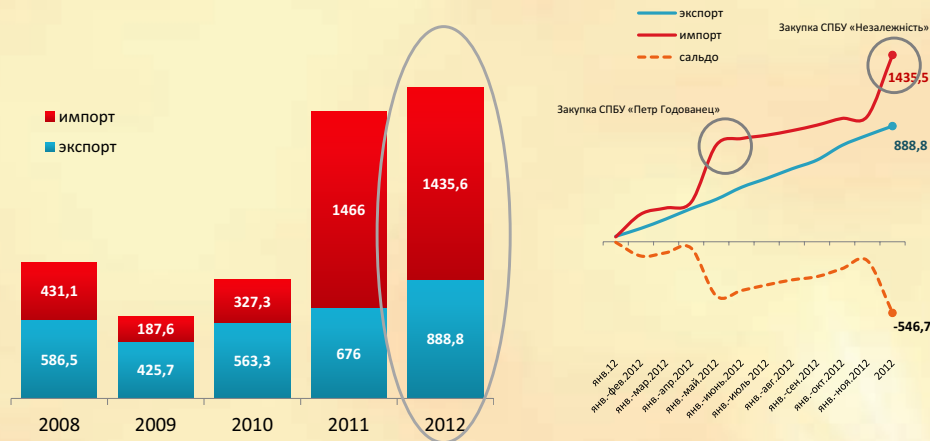 импорт
экспорт
431,1
586,5
187,6
425,7
327,3
563,3
1466
676
1435,6
888,8
2008
2009
2010
2011
2012
экспорт
импорт
сальдо
Закупка СПБУ «Незалежність»
Закупка СПБУ «Петр Годованец»
1435,5
888,8
-546,7
янв.12
янв.-фев.2012
янв.-мар.2012
янв.-апр.2012
янв.-май.2012
янв.-июнь.2012
янв.-июль.2012
янв.-авг.2012
янв.-сен.2012
янв.-окт.2012
янв.-ноя.2012
2012